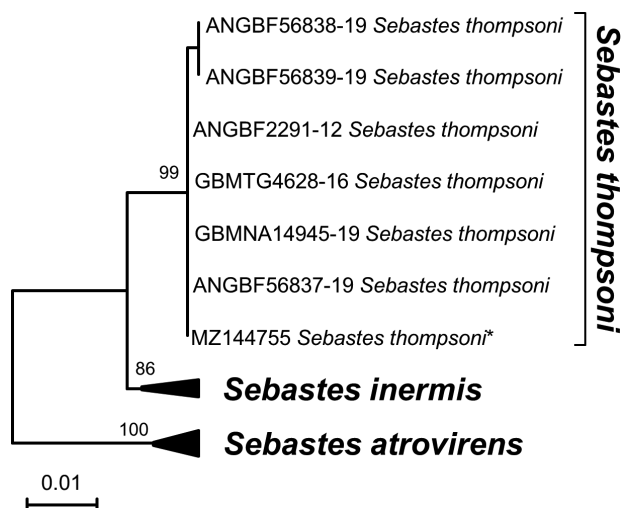 ANGBF56838-19 Sebastes thompsoni
ANGBF56839-19 Sebastes thompsoni
ANGBF2291-12 Sebastes thompsoni
99
GBMTG4628-16 Sebastes thompsoni
GBMNA14945-19 Sebastes thompsoni
ANGBF56837-19 Sebastes thompsoni
MZ144755 Sebastes thompsoni*
Sebastes thompsoni
86
Sebastes inermis
100
Sebastes atrovirens
0.01